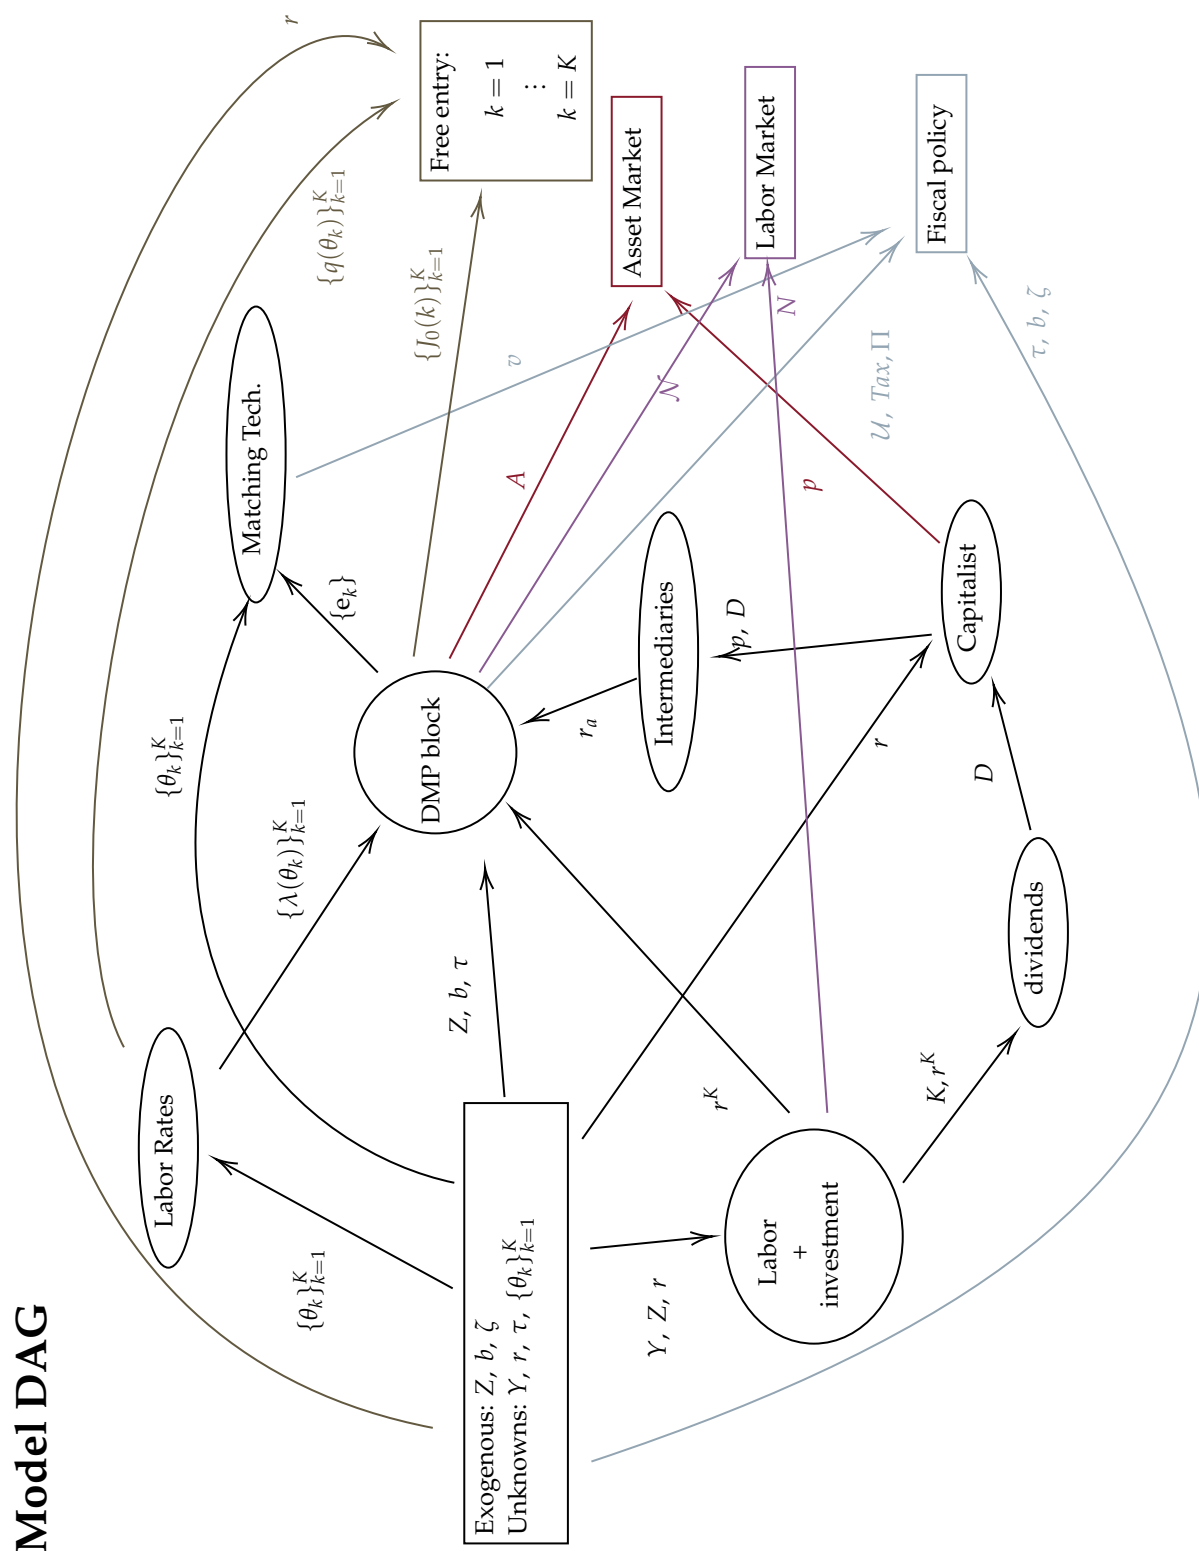 Model DAG
r
{θ_k}_{k=1}^K
{q(θ_k)}_{k=1}^K
Labor Rates
Matching Tech.
{λ(θ_k)}_{k=1}^K
{e_k}
{J_0(k)}_{k=1}^K
Free entry:
k = 1
⋮
k = K
{θ_k}_{k=1}^K
Z, b, τ
DMP block
v
A
Asset Market
Exogenous: Z, b, ζ
Unknowns: Y, r, τ, {θ_k}_{k=1}^K
r_a
Intermediaries
𝒩
Labor Market
N
Y, Z, r
r^K
p, D
p
𝒰, Tax, Π
Fiscal policy
Labor
+
investment
r
Capitalist
K, r^K
D
dividends
τ, b, ζ